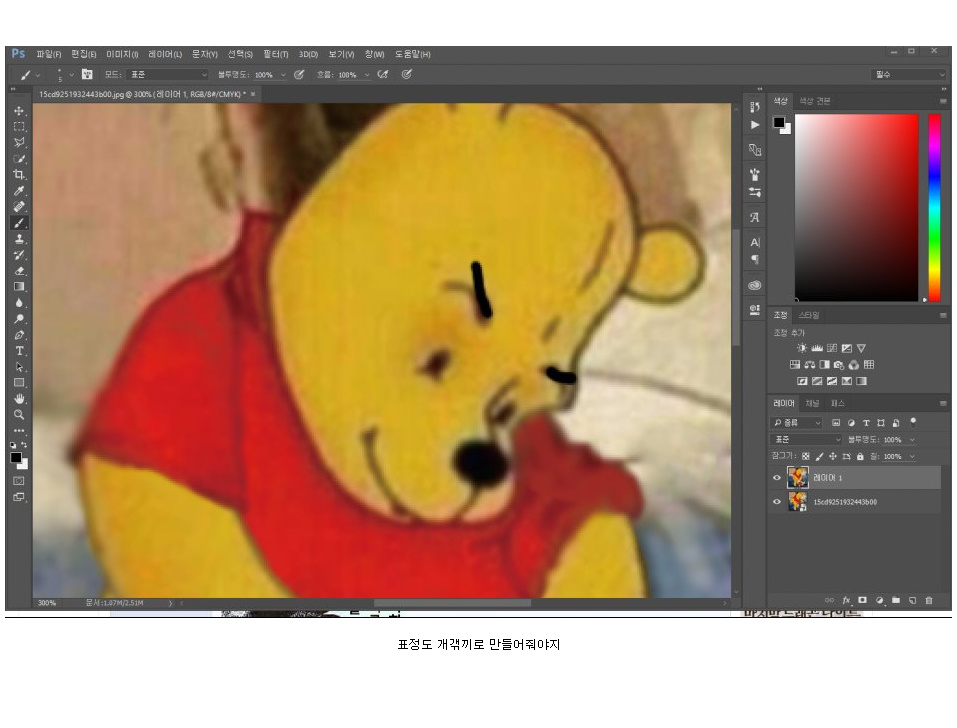 Ps 파일(F) 편집(E) 이미지(I) 레이어(L) 문자(Y) 선택(S) 필터(T) 3D(D) 보기(V) 창(W) 도움말(H)
5 모드: 표준 불투명도: 100% 흐름: 100% 필수
15cd9251932443b00.jpg @ 300% (레이어 1, RGB/8#/CMYK) *
색상 색상 견본
조정 스타일
조정 추가
레이어 채널 패스
종류
표준 불투명도: 100%
잠그기: 칠: 100%
레이어 1
15cd9251932443b00
300% 문서:1.07M/2.51M
표정도 개갞끼로 만들어줘야지